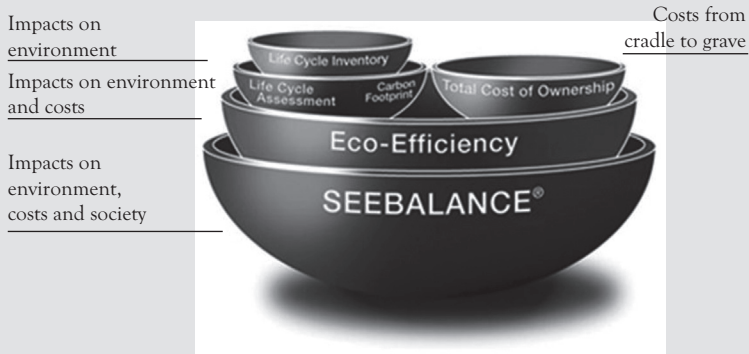 Impacts on
environment
Impacts on environment
and costs
Impacts on
environment,
costs and society
Costs from
cradle to grave
Life Cycle Inventory
Life Cycle
Assessment
Carbon
Footprint
Total Cost of Ownership
Eco-Efficiency
SEEBALANCE®